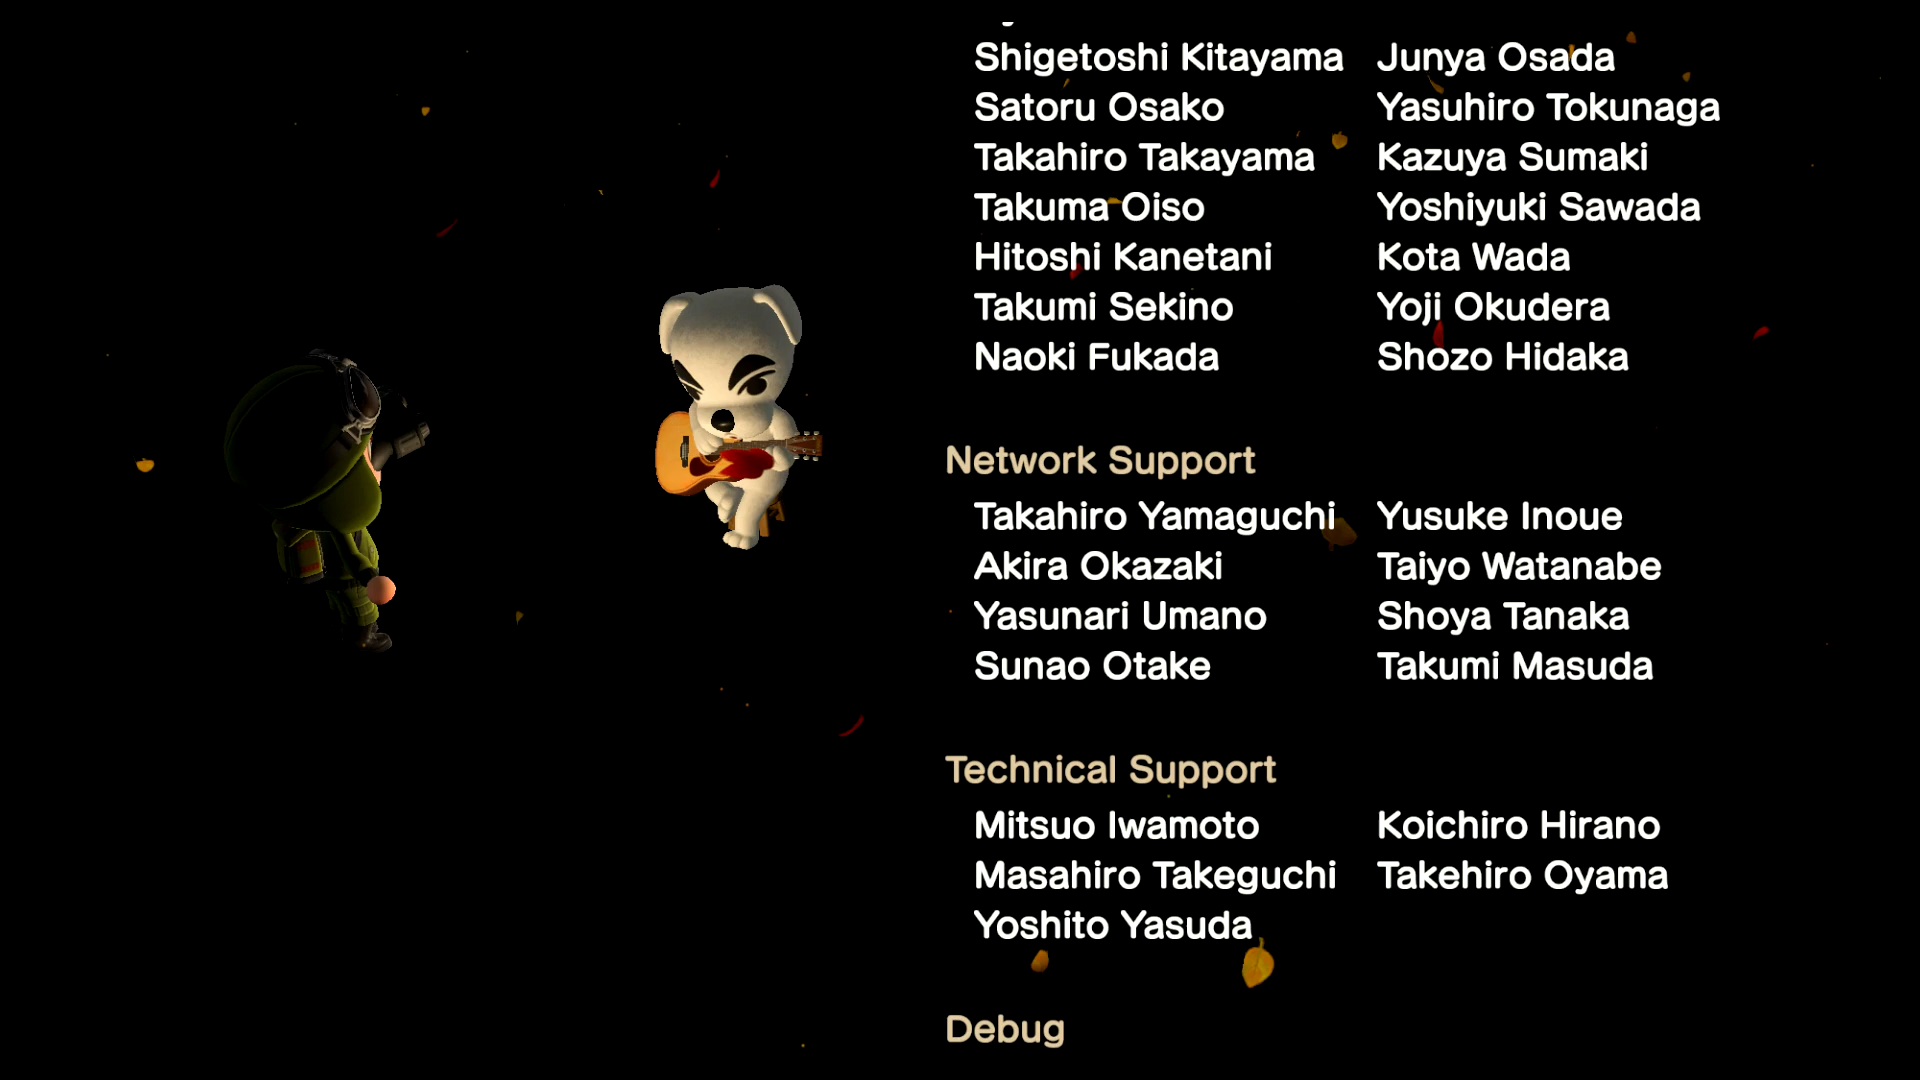 Shigetoshi Kitayama Junya Osada
Satoru Osako Yasuhiro Tokunaga
Takahiro Takayama Kazuya Sumaki
Takuma Oiso Yoshiyuki Sawada
Hitoshi Kanetani Kota Wada
Takumi Sekino Yoji Okudera
Naoki Fukada Shozo Hidaka
Network Support
Takahiro Yamaguchi Yusuke Inoue
Akira Okazaki Taiyo Watanabe
Yasunari Umano Shoya Tanaka
Sunao Otake Takumi Masuda
Technical Support
Mitsuo Iwamoto Koichiro Hirano
Masahiro Takeguchi Takehiro Oyama
Yoshito Yasuda
Debug